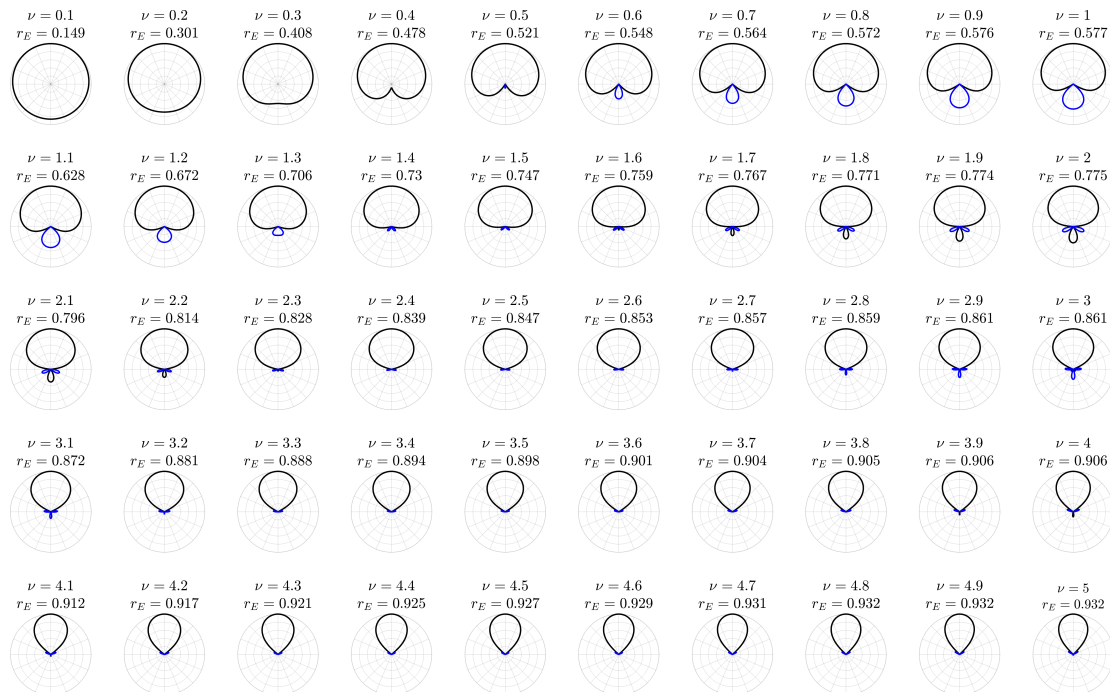 ν = 0.1 ν = 0.2 ν = 0.3 ν = 0.4 ν = 0.5 ν = 0.6 ν = 0.7 ν = 0.8 ν = 0.9 ν = 1
r_E = 0.149 r_E = 0.301 r_E = 0.408 r_E = 0.478 r_E = 0.521 r_E = 0.548 r_E = 0.564 r_E = 0.572 r_E = 0.576 r_E = 0.577
ν = 1.1 ν = 1.2 ν = 1.3 ν = 1.4 ν = 1.5 ν = 1.6 ν = 1.7 ν = 1.8 ν = 1.9 ν = 2
r_E = 0.628 r_E = 0.672 r_E = 0.706 r_E = 0.73 r_E = 0.747 r_E = 0.759 r_E = 0.767 r_E = 0.771 r_E = 0.774 r_E = 0.775
ν = 2.1 ν = 2.2 ν = 2.3 ν = 2.4 ν = 2.5 ν = 2.6 ν = 2.7 ν = 2.8 ν = 2.9 ν = 3
r_E = 0.796 r_E = 0.814 r_E = 0.828 r_E = 0.839 r_E = 0.847 r_E = 0.853 r_E = 0.857 r_E = 0.859 r_E = 0.861 r_E = 0.861
ν = 3.1 ν = 3.2 ν = 3.3 ν = 3.4 ν = 3.5 ν = 3.6 ν = 3.7 ν = 3.8 ν = 3.9 ν = 4
r_E = 0.872 r_E = 0.881 r_E = 0.888 r_E = 0.894 r_E = 0.898 r_E = 0.901 r_E = 0.904 r_E = 0.905 r_E = 0.906 r_E = 0.906
ν = 4.1 ν = 4.2 ν = 4.3 ν = 4.4 ν = 4.5 ν = 4.6 ν = 4.7 ν = 4.8 ν = 4.9 ν = 5
r_E = 0.912 r_E = 0.917 r_E = 0.921 r_E = 0.925 r_E = 0.927 r_E = 0.929 r_E = 0.931 r_E = 0.932 r_E = 0.932 r_E = 0.932